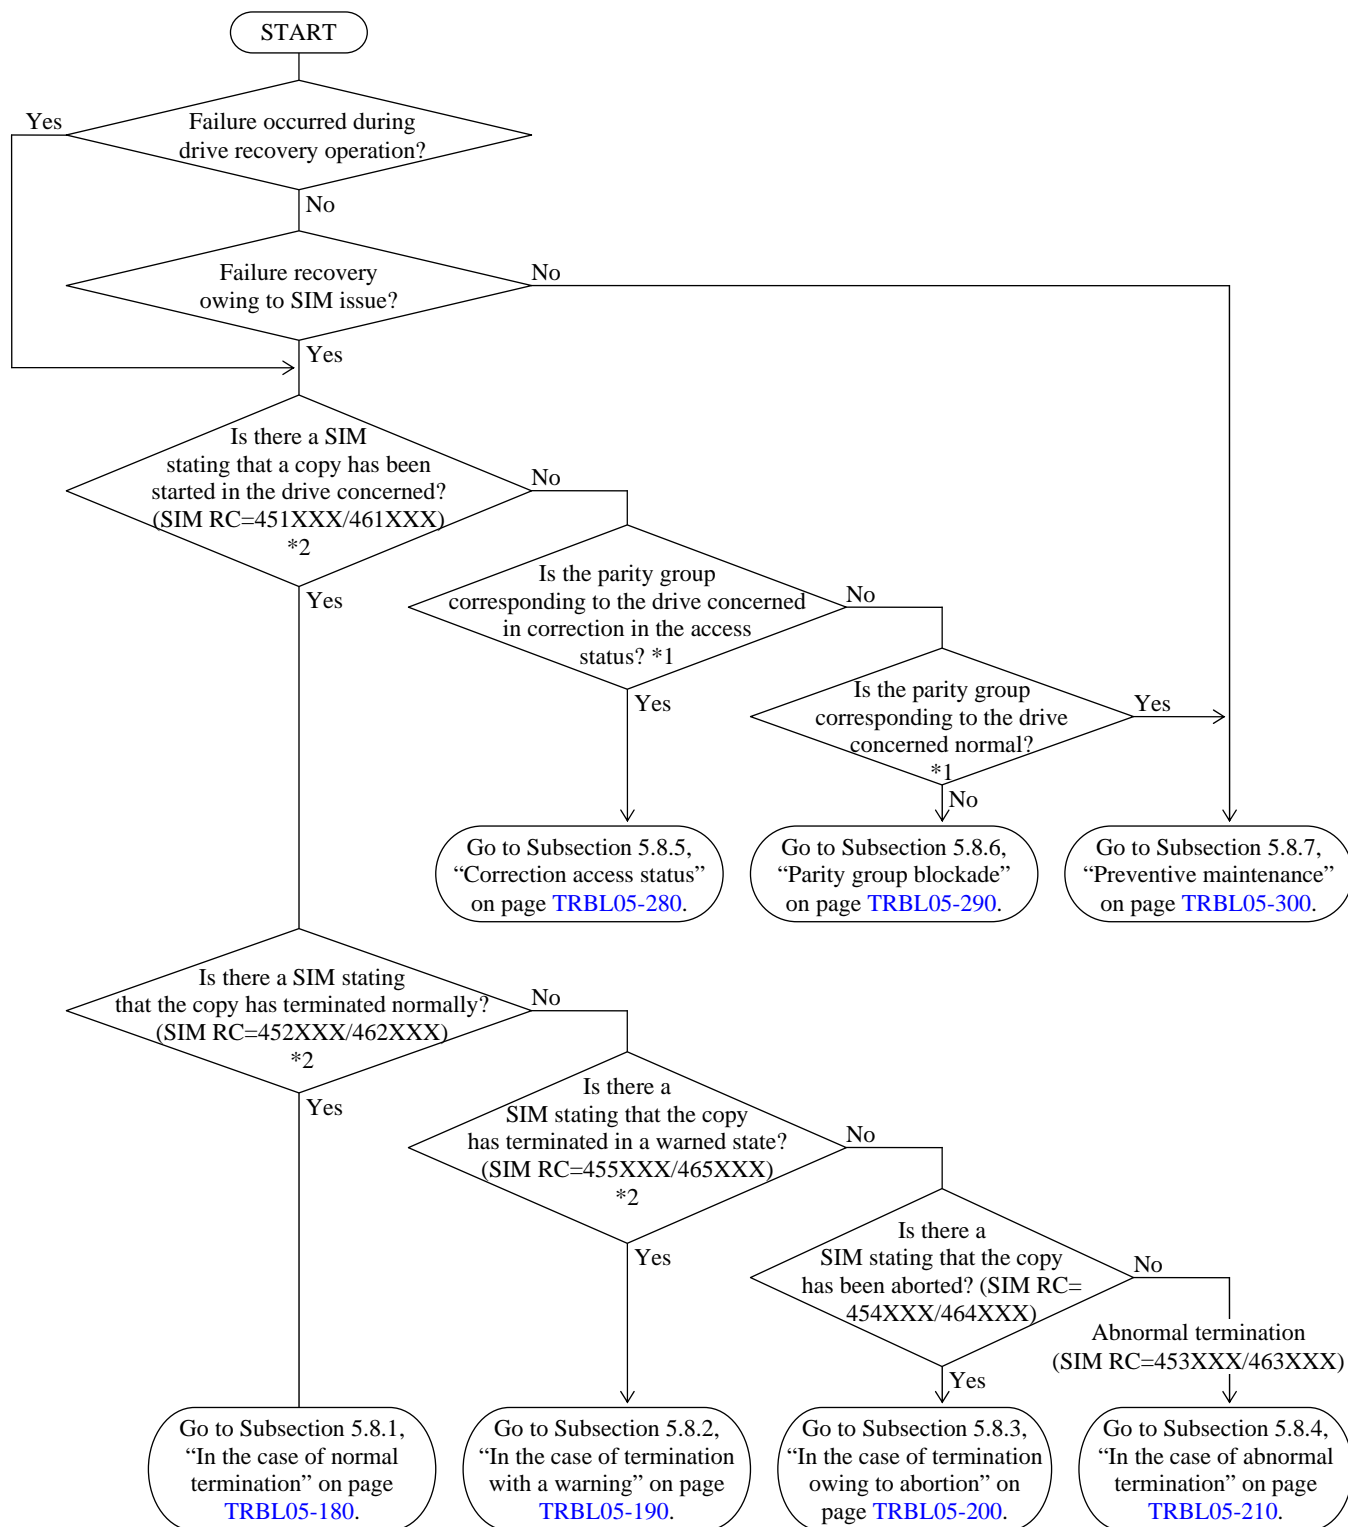 START
Failure occurred during
drive recovery operation?
Yes
No
Failure recovery
owing to SIM issue?
No
Yes
Is there a SIM
stating that a copy has been
started in the drive concerned?
(SIM RC=451XXX/461XXX)
*2
No
Yes
Is the parity group
corresponding to the drive concerned
in correction in the access
status? *1
No
Yes
Is the parity group
corresponding to the drive
concerned normal?
*1
Yes
No
Go to Subsection 5.8.5,
“Correction access status”
on page TRBL05-280.
Go to Subsection 5.8.6,
“Parity group blockade”
on page TRBL05-290.
Go to Subsection 5.8.7,
“Preventive maintenance”
on page TRBL05-300.
Is there a SIM stating
that the copy has terminated normally?
(SIM RC=452XXX/462XXX)
*2
No
Yes
Is there a
SIM stating that the copy
has terminated in a warned state?
(SIM RC=455XXX/465XXX)
*2
No
Yes
Is there a
SIM stating that the copy
has been aborted? (SIM RC=
454XXX/464XXX)
No
Yes
Abnormal termination
(SIM RC=453XXX/463XXX)
Go to Subsection 5.8.1,
“In the case of normal
termination” on page
TRBL05-180.
Go to Subsection 5.8.2,
“In the case of termination
with a warning” on page
TRBL05-190.
Go to Subsection 5.8.3,
“In the case of termination
owing to abortion” on
page TRBL05-200.
Go to Subsection 5.8.4,
“In the case of abnormal
termination” on page
TRBL05-210.